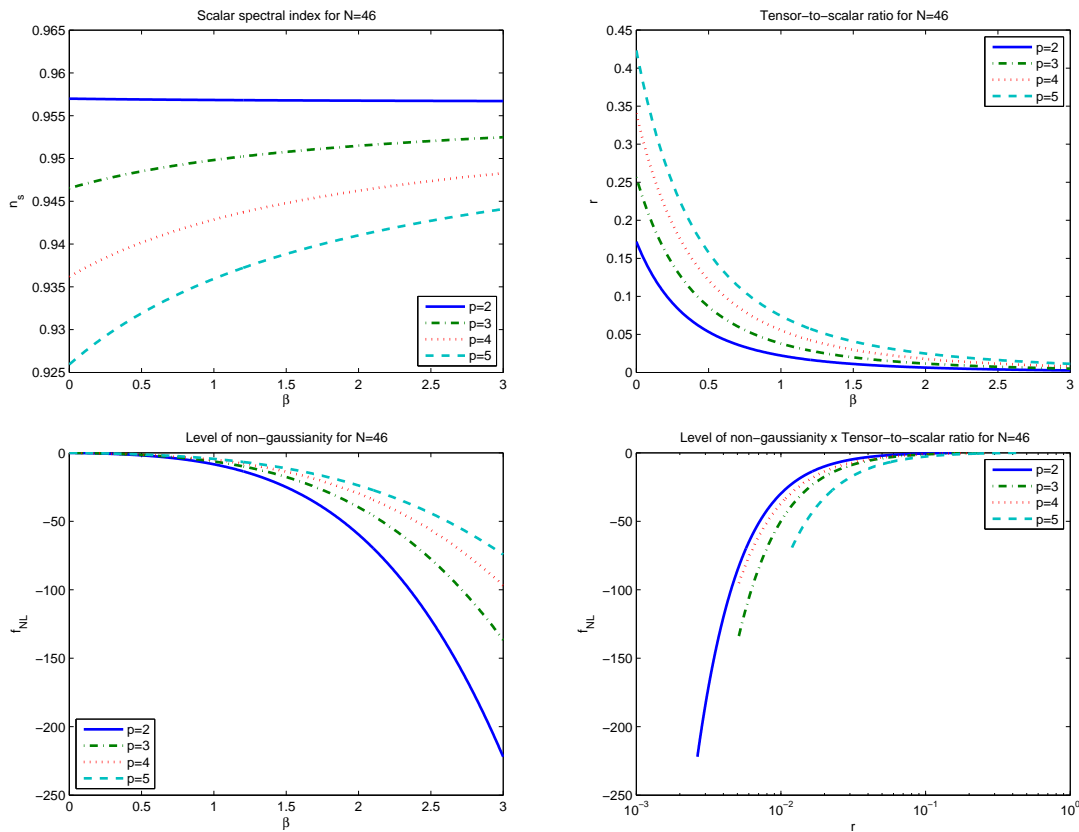 Scalar spectral index for N=46
n_s
0.965
0.96
0.955
0.95
0.945
0.94
0.935
0.93
0.925
0
0.5
1
1.5
2
2.5
3
β
p=2
p=3
p=4
p=5
Tensor−to−scalar ratio for N=46
r
0.45
0.4
0.35
0.3
0.25
0.2
0.15
0.1
0.05
0
0
0.5
1
1.5
2
2.5
3
β
p=2
p=3
p=4
p=5
Level of non−gaussianity for N=46
f_NL
0
−50
−100
−150
−200
−250
0
0.5
1
1.5
2
2.5
3
β
p=2
p=3
p=4
p=5
Level of non−gaussianity x Tensor−to−scalar ratio for N=46
f_NL
0
−50
−100
−150
−200
−250
10^−3
10^−2
10^−1
10^0
r
p=2
p=3
p=4
p=5